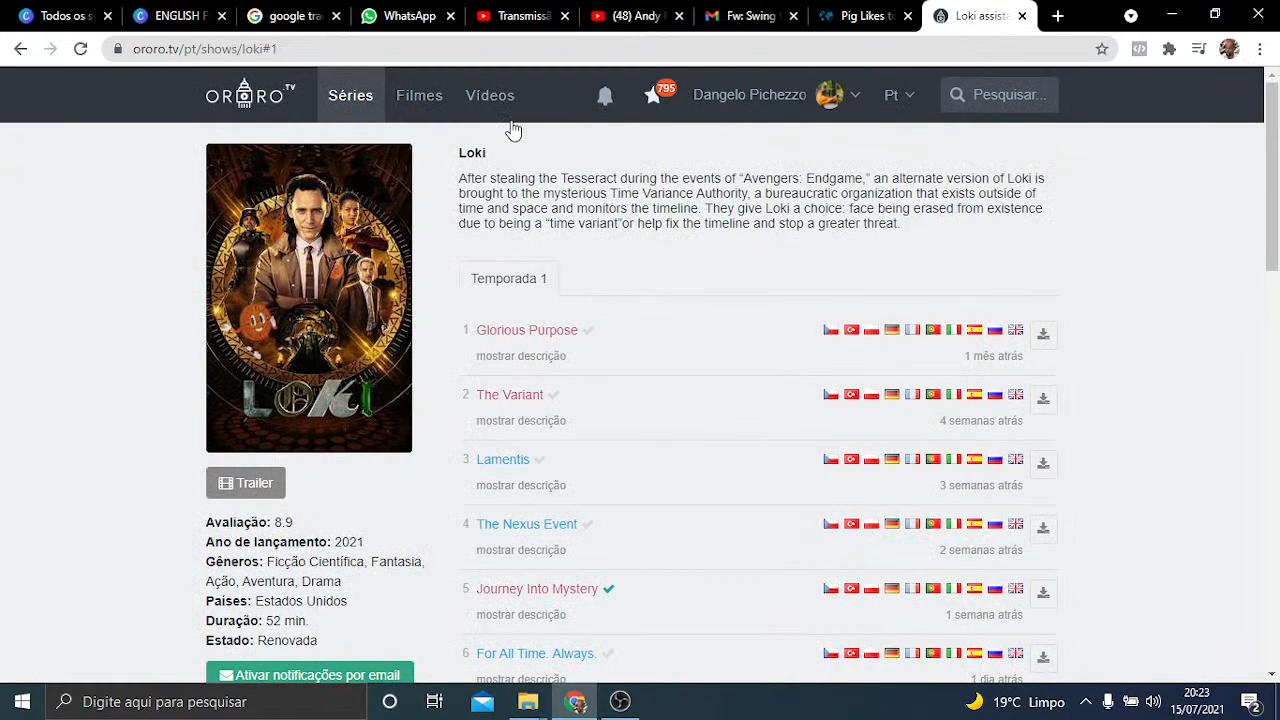 Todos os s
ENGLISH F
google tra
WhatsApp
Transmissã
(48) Andy
Fw: Swing
Pig Likes to
Loki assista
ororo.tv/pt/shows/loki#1
ORORO.TV
Séries
Filmes
Vídeos
795
Dangelo Pichezzo
Pt
Pesquisar...
Loki
After stealing the Tesseract during the events of “Avengers: Endgame,” an alternate version of Loki is
brought to the mysterious Time Variance Authority, a bureaucratic organization that exists outside of
time and space and monitors the timeline. They give Loki a choice: face being erased from existence
due to being a “time variant”or help fix the timeline and stop a greater threat.
LOKI
Trailer
Avaliação: 8.9
Ano de lançamento: 2021
Gêneros: Ficção Científica, Fantasia,
Ação, Aventura, Drama
Países: Estados Unidos
Duração: 52 min.
Estado: Renovada
Ativar notificações por email
Temporada 1
1 Glorious Purpose
mostrar descrição 1 mês atrás
2 The Variant
mostrar descrição 4 semanas atrás
3 Lamentis
mostrar descrição 3 semanas atrás
4 The Nexus Event
mostrar descrição 2 semanas atrás
5 Journey Into Mystery
mostrar descrição 1 semana atrás
6 For All Time. Always.
mostrar descrição 1 dia atrás
Digite aqui para pesquisar
19°C Limpo
20:23
15/07/2021
2